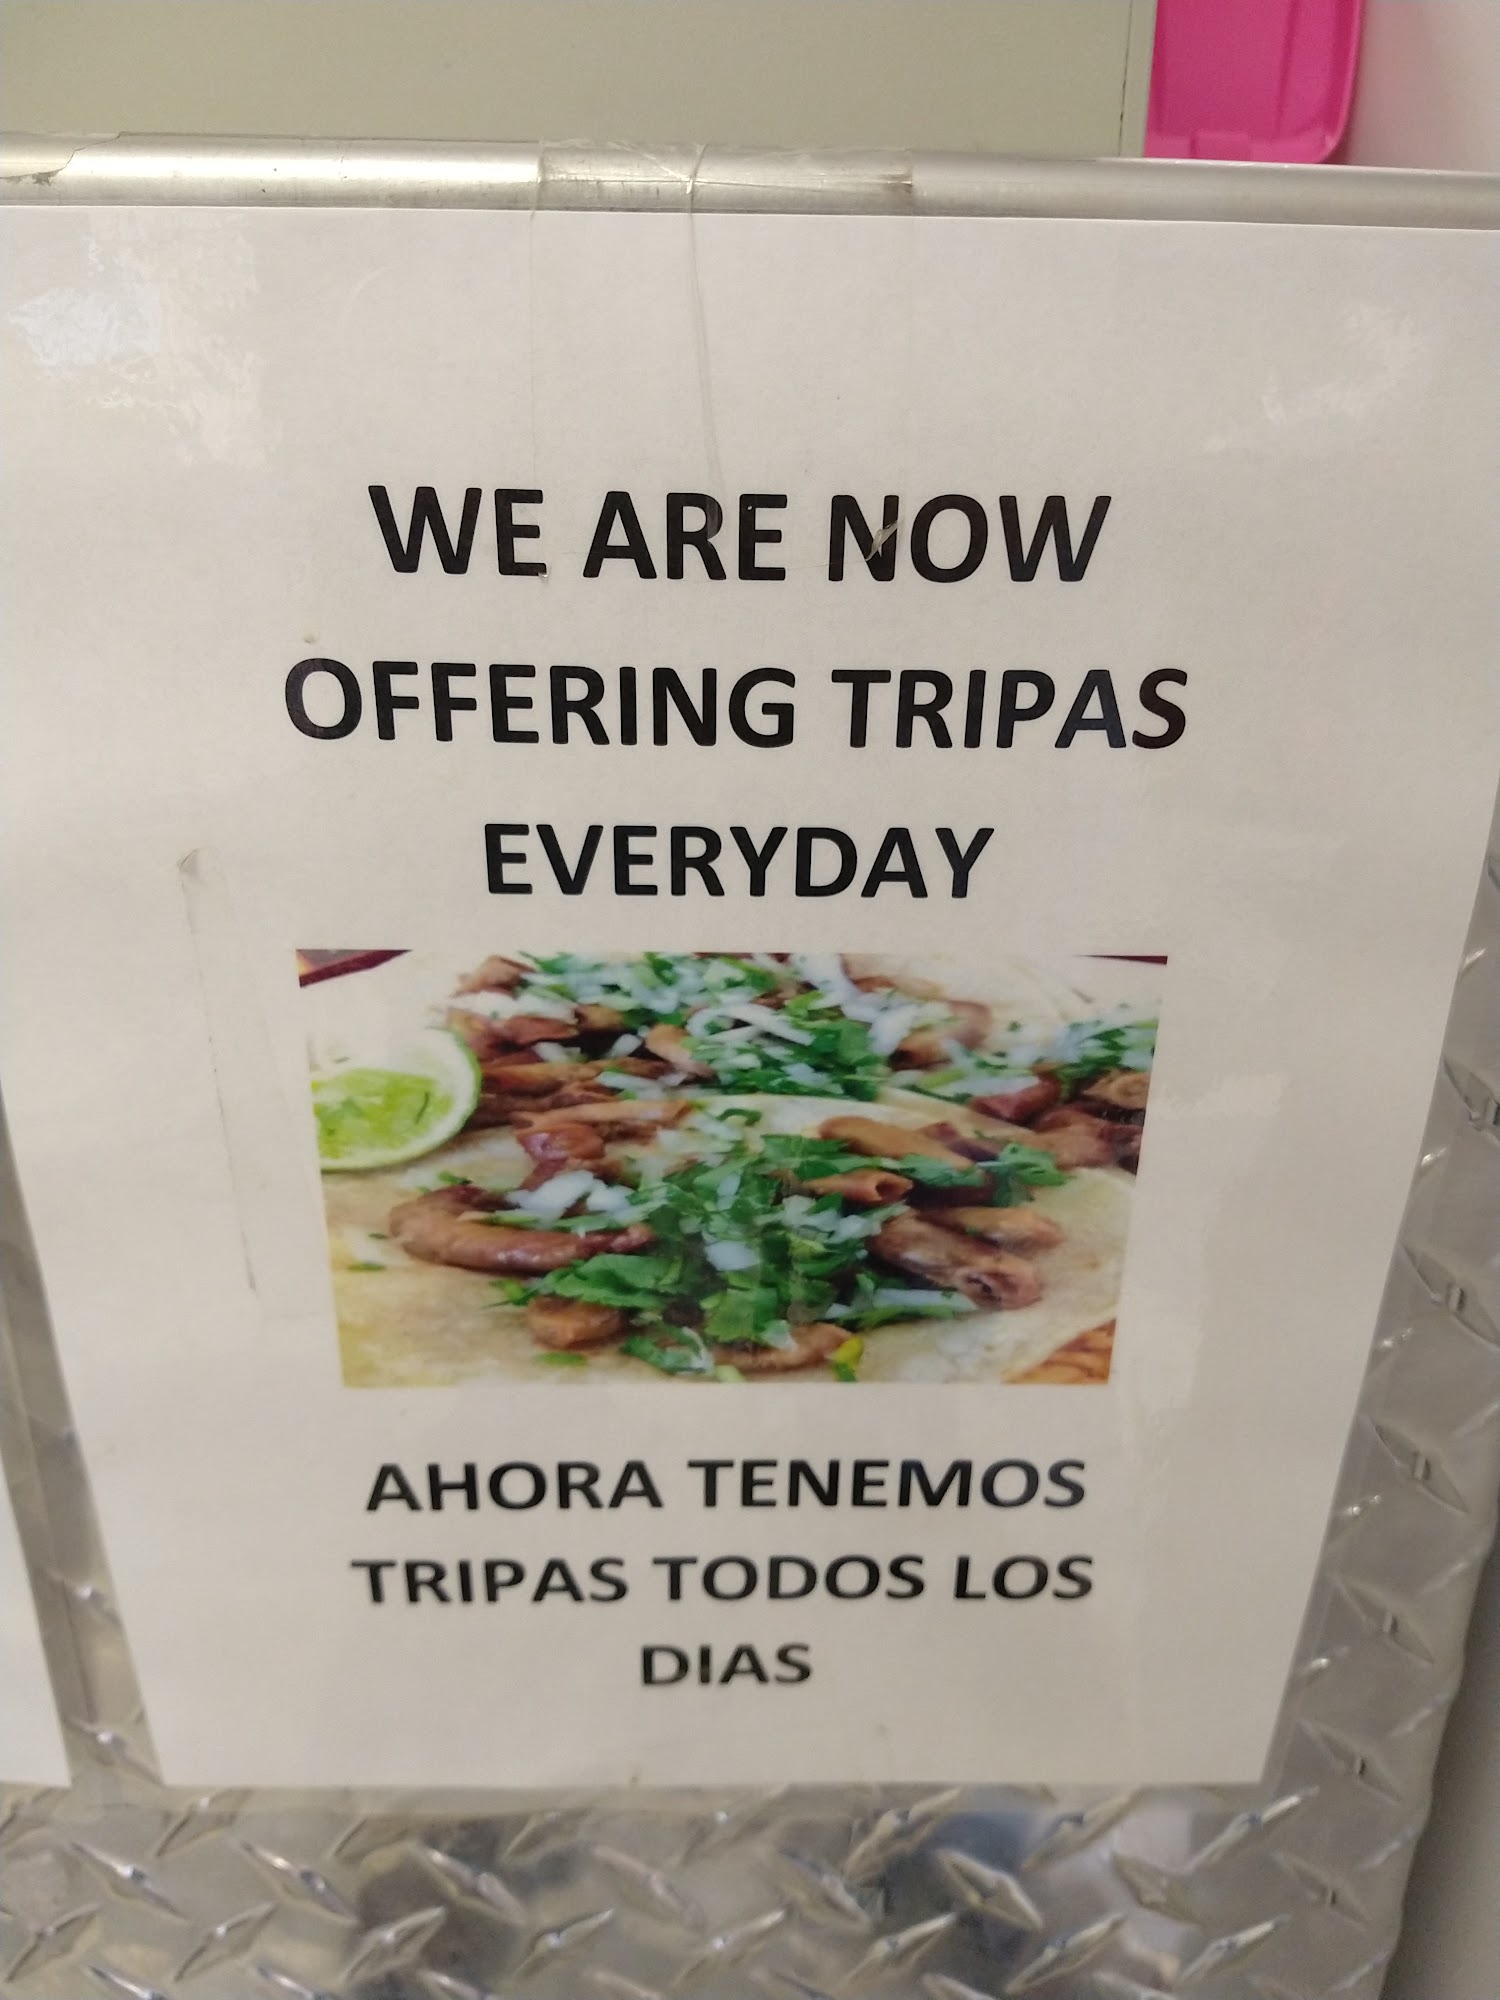 WE ARE NOW
OFFERING TRIPAS
EVERYDAY
AHORA TENEMOS
TRIPAS TODOS LOS
DIAS